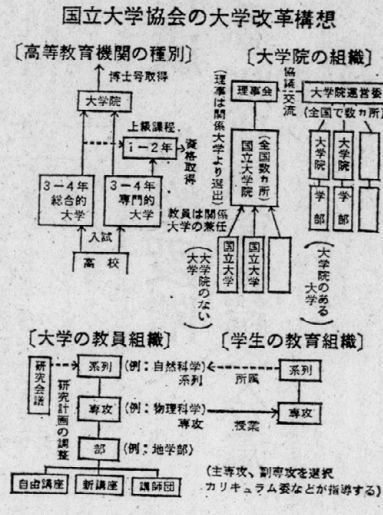 国立大学協会の大学改革構想
〔高等教育機関の種別〕
博士号取得
大学院
上級課程
1−2年
資格取得
3−4年
総合的
大学
3−4年
専門的
大学
入試
高校
〔大学院の組織〕
(理事は関係大学より選出)
理事会
協議
交流
大学院運営委
(全国で数ヵ所)
国立大学院
(全国数ヵ所)
大学院
大学院
学部
学部
教員は関係
大学の兼任
国立大学
国立大学
(大学院のない大学)
(大学院のある大学)
〔大学の教員組織〕
研究会議
研究計画の調整
系列
(例:自然科学)
系列
専攻
(例:物理科学)
専攻
部
(例:地学部)
自由講座
新講座
講師団
〔学生の教育組織〕
所属
系列
専攻
授業
(主専攻、副専攻を選択
カリキュラム委などが指導する)